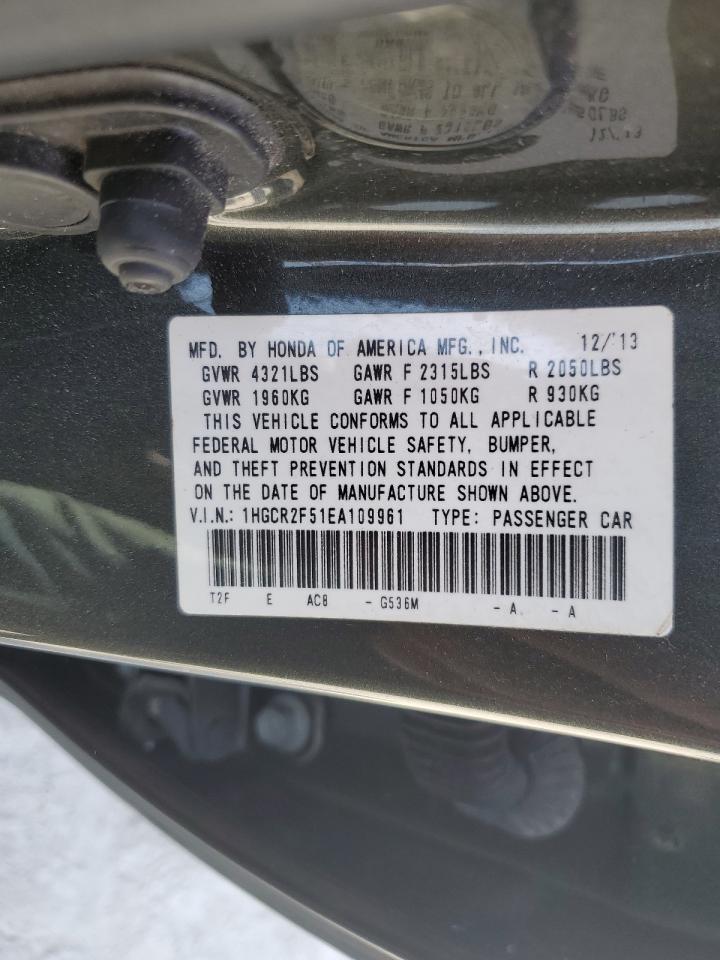 MFD. BY HONDA OF AMERICA MFG., INC. 12/'13
GVWR 4321LBS GAWR F 2315LBS R 2050LBS
GVWR 1960KG GAWR F 1050KG R 930KG
THIS VEHICLE CONFORMS TO ALL APPLICABLE
FEDERAL MOTOR VEHICLE SAFETY, BUMPER,
AND THEFT PREVENTION STANDARDS IN EFFECT
ON THE DATE OF MANUFACTURE SHOWN ABOVE.
V.I.N.: 1HGCR2F51EA109961 TYPE: PASSENGER CAR
T2F E AC8 - G536M - A - A